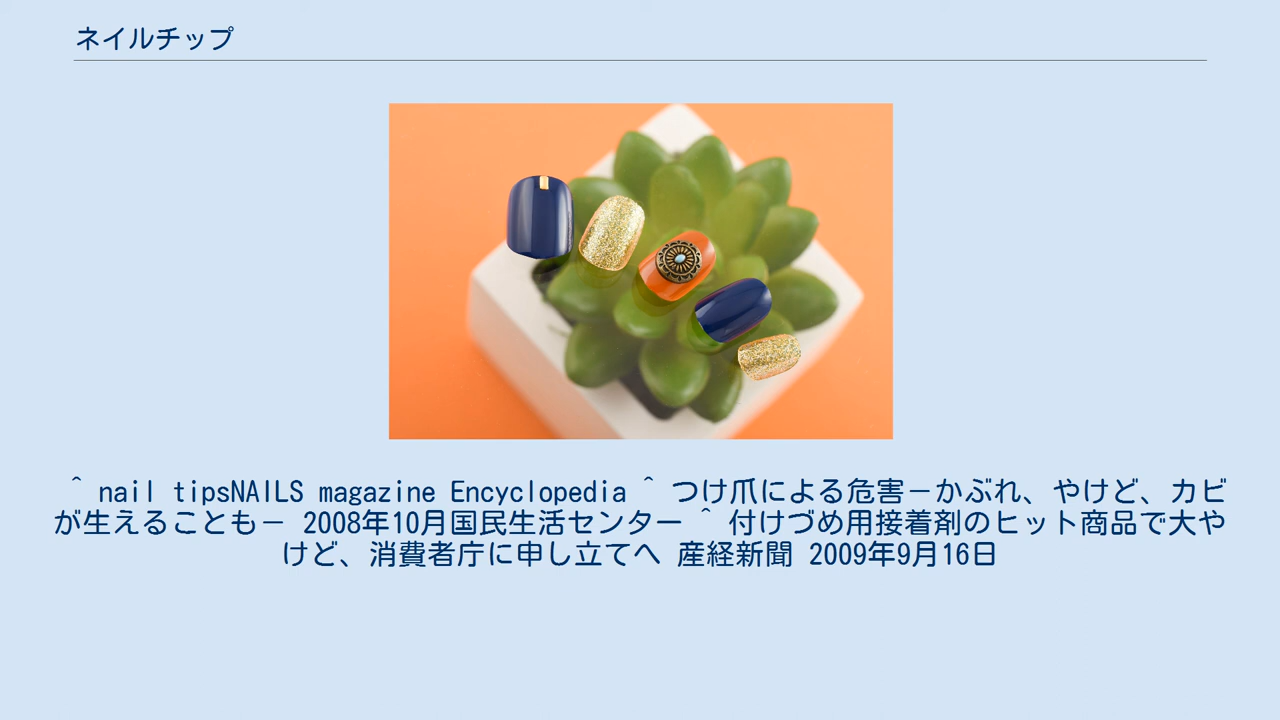 ネイルチップ
＾ nail tipsNAILS magazine Encyclopedia ＾ つけ爪による危害－かぶれ、やけど、カビ
が生えることも－ 2008年10月国民生活センター ＾ 付けづめ用接着剤のヒット商品で大や
けど、消費者庁に申し立てへ 産経新聞 2009年9月16日